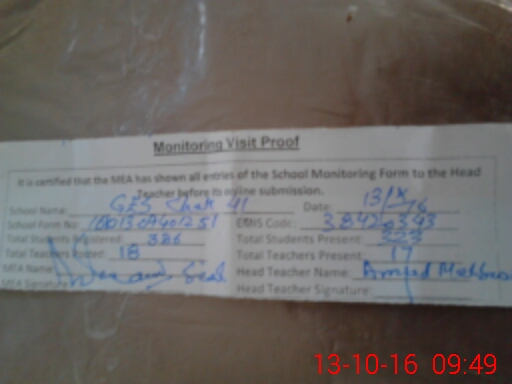 Monitoring Visit Proof
It is certified that the MEA has shown all entries of the School Monitoring Form to the Head
Teacher before its online submission.
School Name: GES Chak 41 Date: 13/X/16
School Form No: EMIS Code: 38420343
Total Students Registered: 386 Total Students Present: 323
Total Teachers Posted: 18 Total Teachers Present: 17
MEA Name: Head Teacher Name: Amjed
MEA Signature: Head Teacher Signature:
13-10-16 09:49